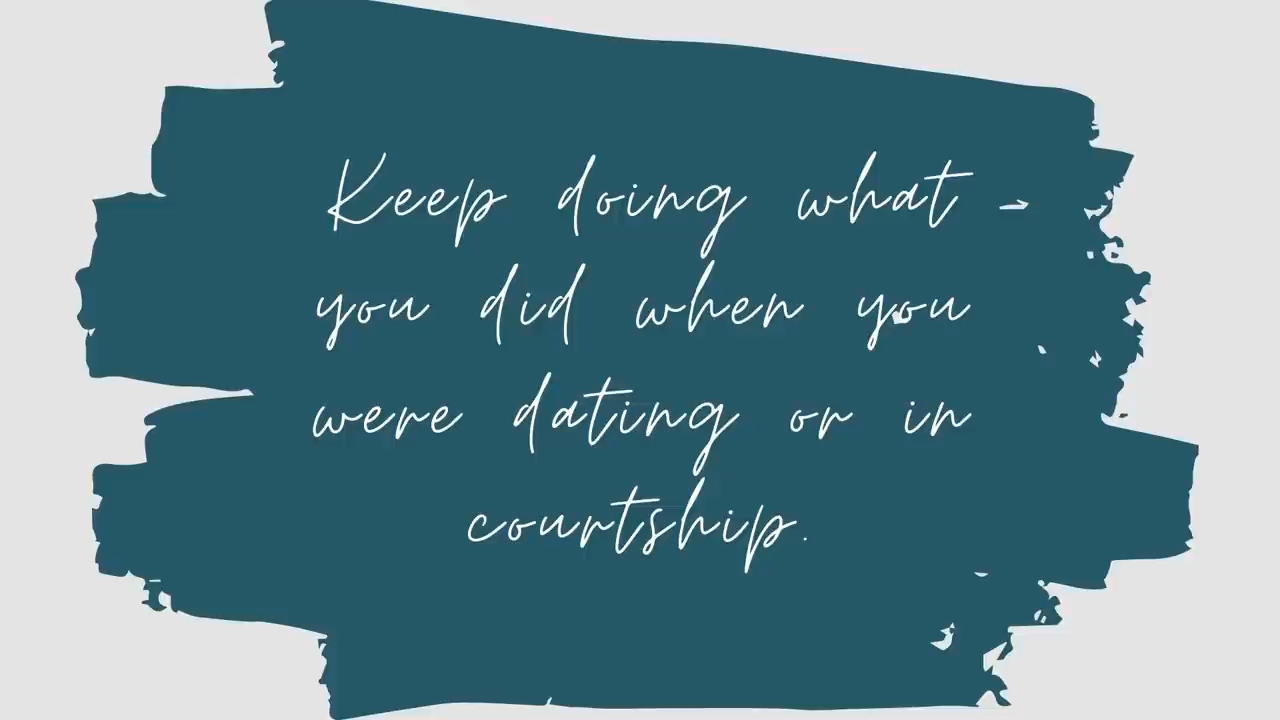 Keep doing what
you did when you
were dating or in
courtship.